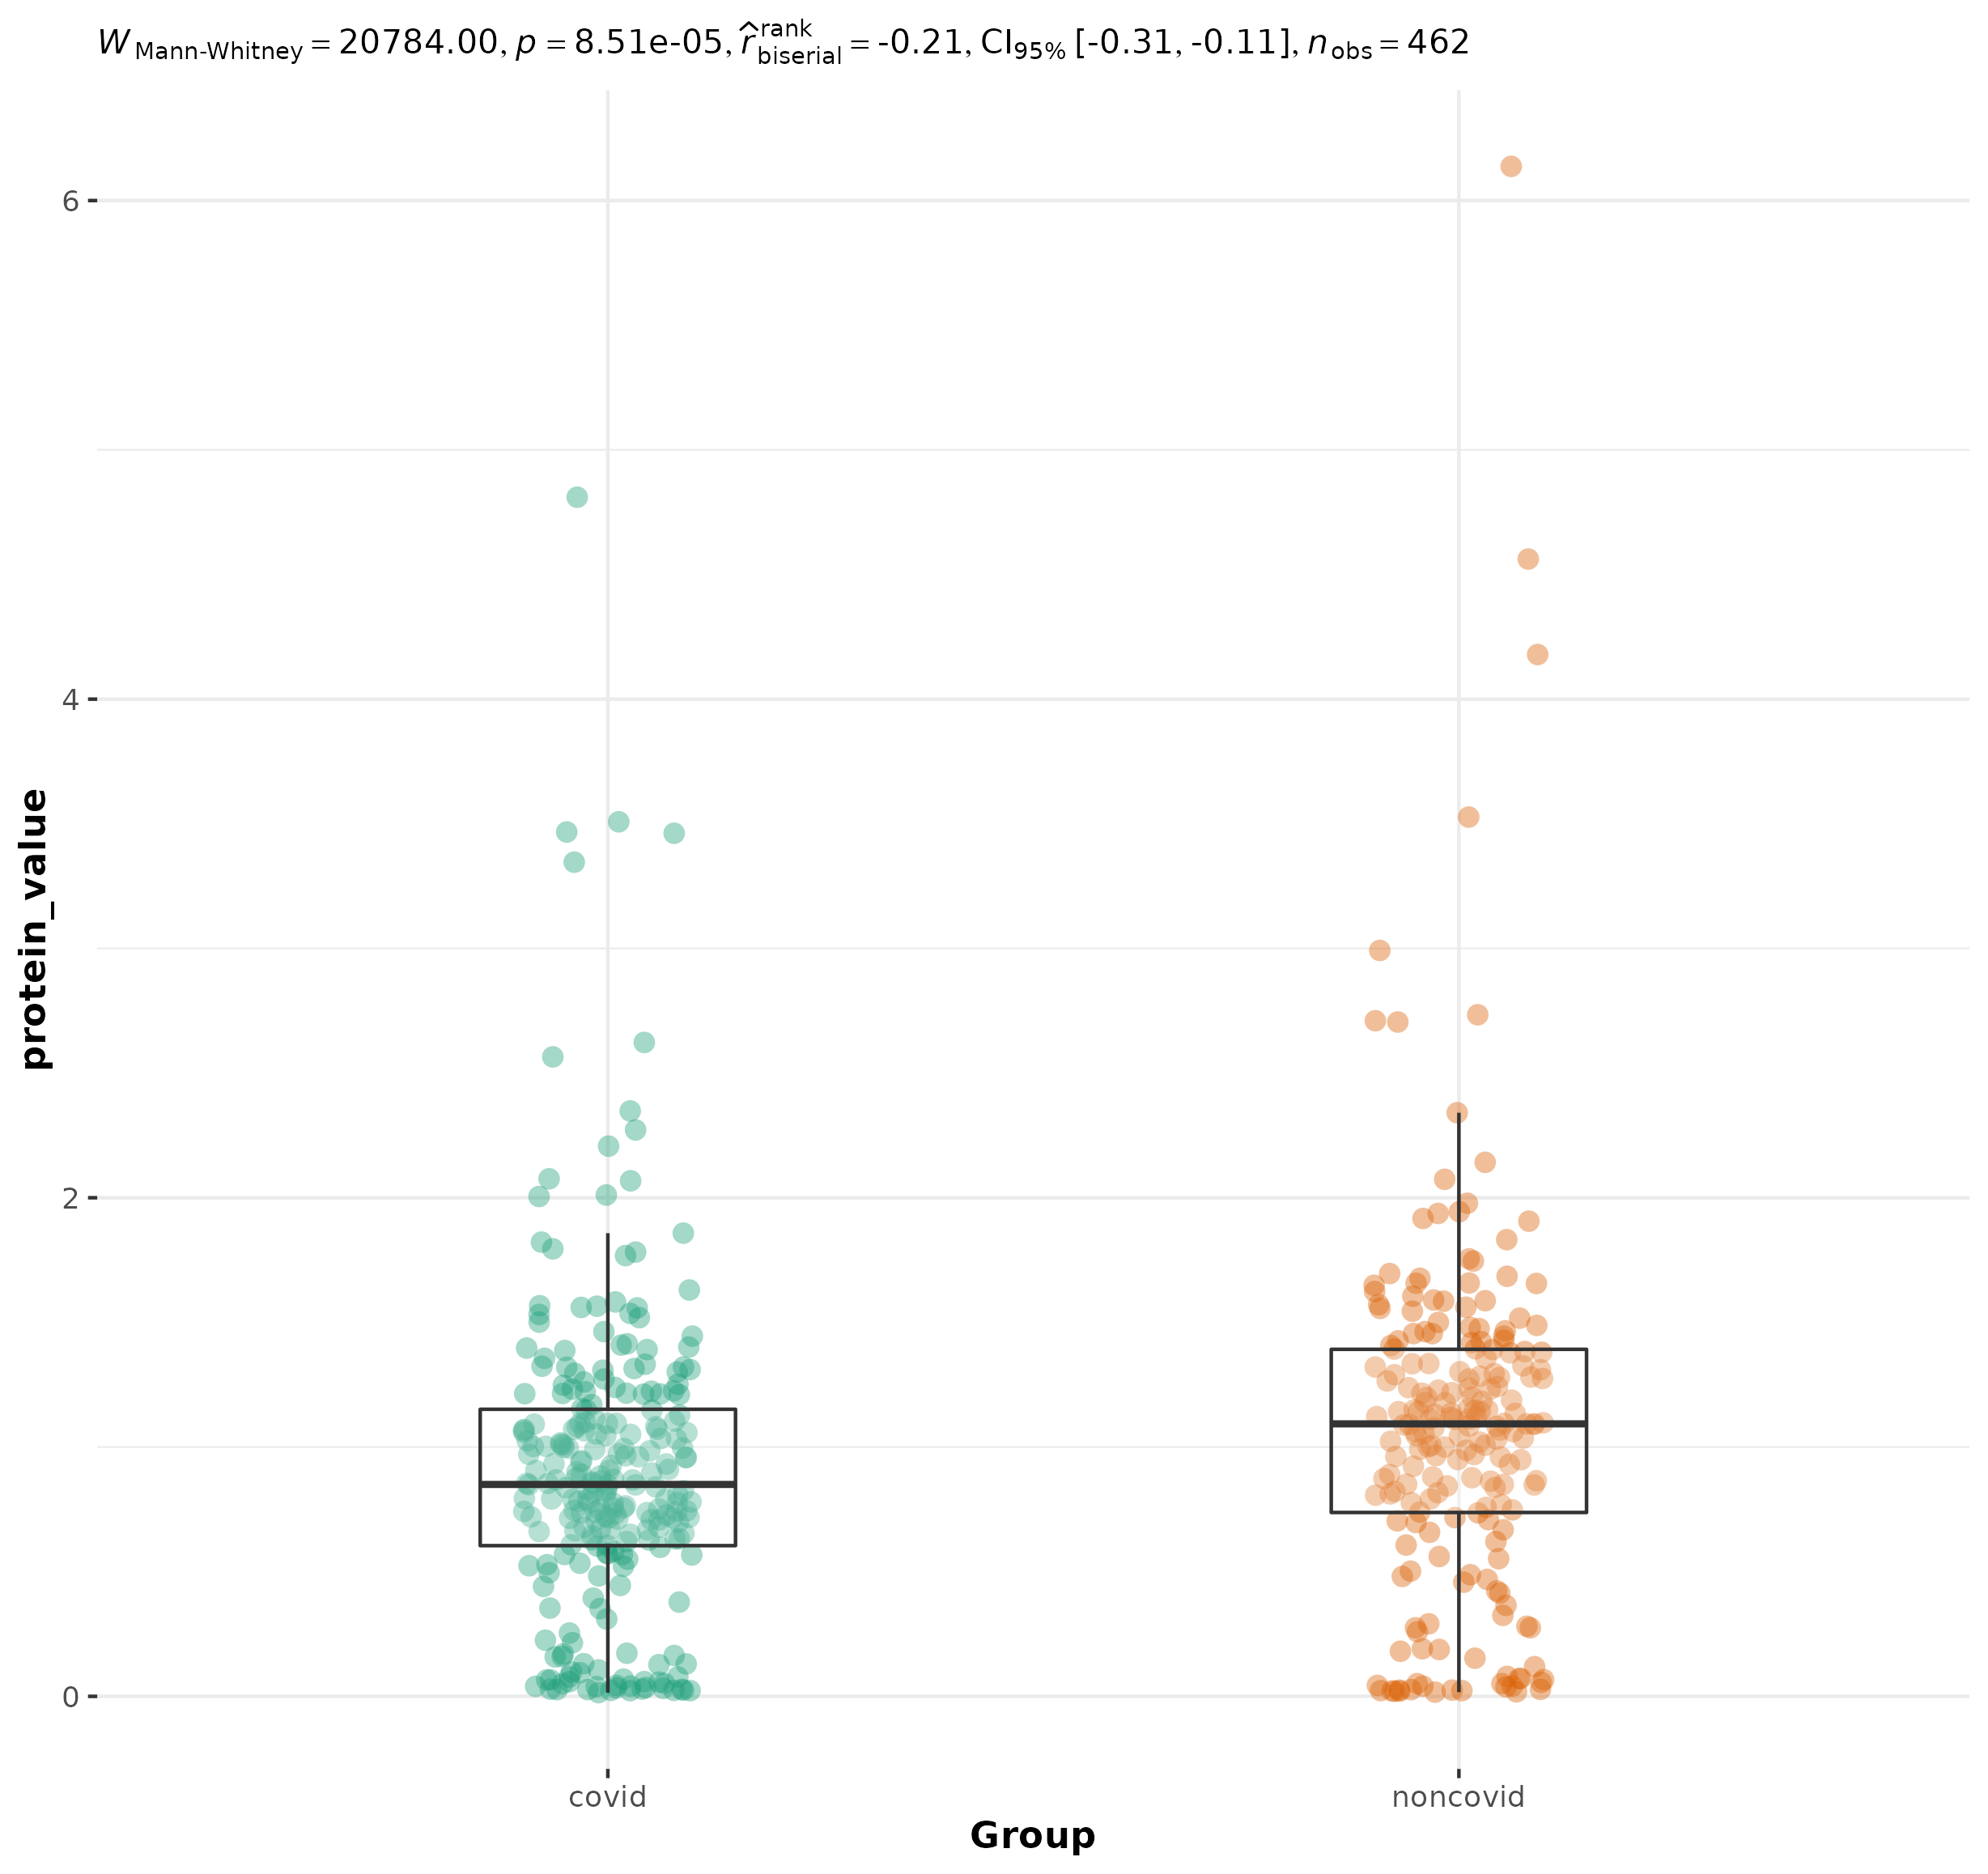 W Mann-Whitney = 20784.00, p = 8.51e-05, r̂ rank biserial = -0.21, CI95% [-0.31, -0.11], n obs = 462
6
4
2
0
protein_value
covid noncovid
Group